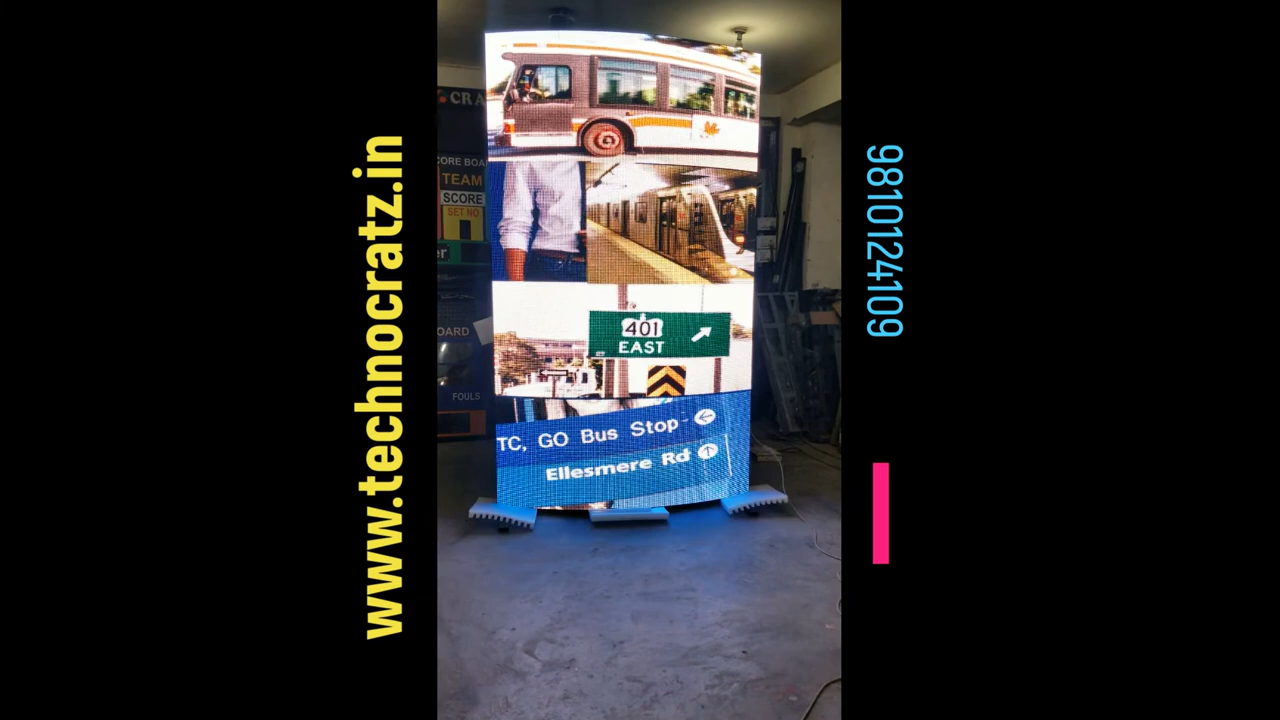 www.technocratz.in
CRA
CORE BOA
TEAM
SCORE
SET NO
er
OARD
FOULS
401
EAST
TC, GO Bus Stop
Ellesmere Rd
9810124109